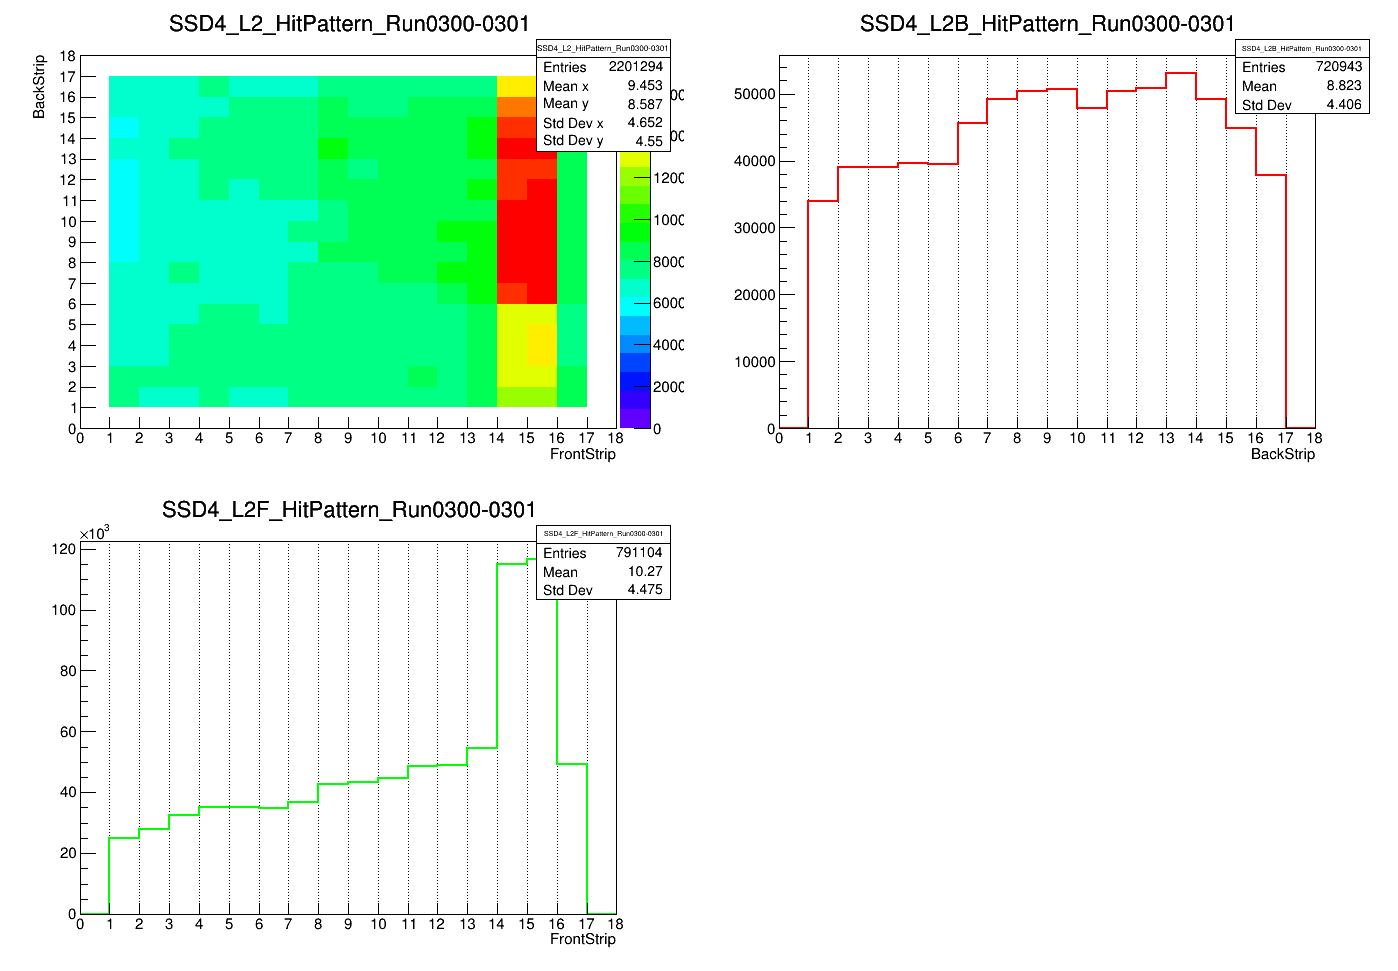 SSD4_L2_HitPattern_Run0300-0301
SSD4_L2_HitPattern_Run0300-0301
Entries 2201294
Mean x 9.453
Mean y 8.587
Std Dev x 4.652
Std Dev y 4.55
BackStrip
18
17
16
15
14
13
12
11
10
9
8
7
6
5
4
3
2
1
0
0 1 2 3 4 5 6 7 8 9 10 11 12 13 14 15 16 17 18
FrontStrip
1200
1000
8000
6000
4000
2000
0
SSD4_L2B_HitPattern_Run0300-0301
SSD4_L2B_HitPattern_Run0300-0301
Entries 720943
Mean 8.823
Std Dev 4.406
50000
40000
30000
20000
10000
0
0 1 2 3 4 5 6 7 8 9 10 11 12 13 14 15 16 17 18
BackStrip
SSD4_L2F_HitPattern_Run0300-0301
SSD4_L2F_HitPattern_Run0300-0301
Entries 791104
Mean 10.27
Std Dev 4.475
×10³
120
100
80
60
40
20
0
0 1 2 3 4 5 6 7 8 9 10 11 12 13 14 15 16 17 18
FrontStrip